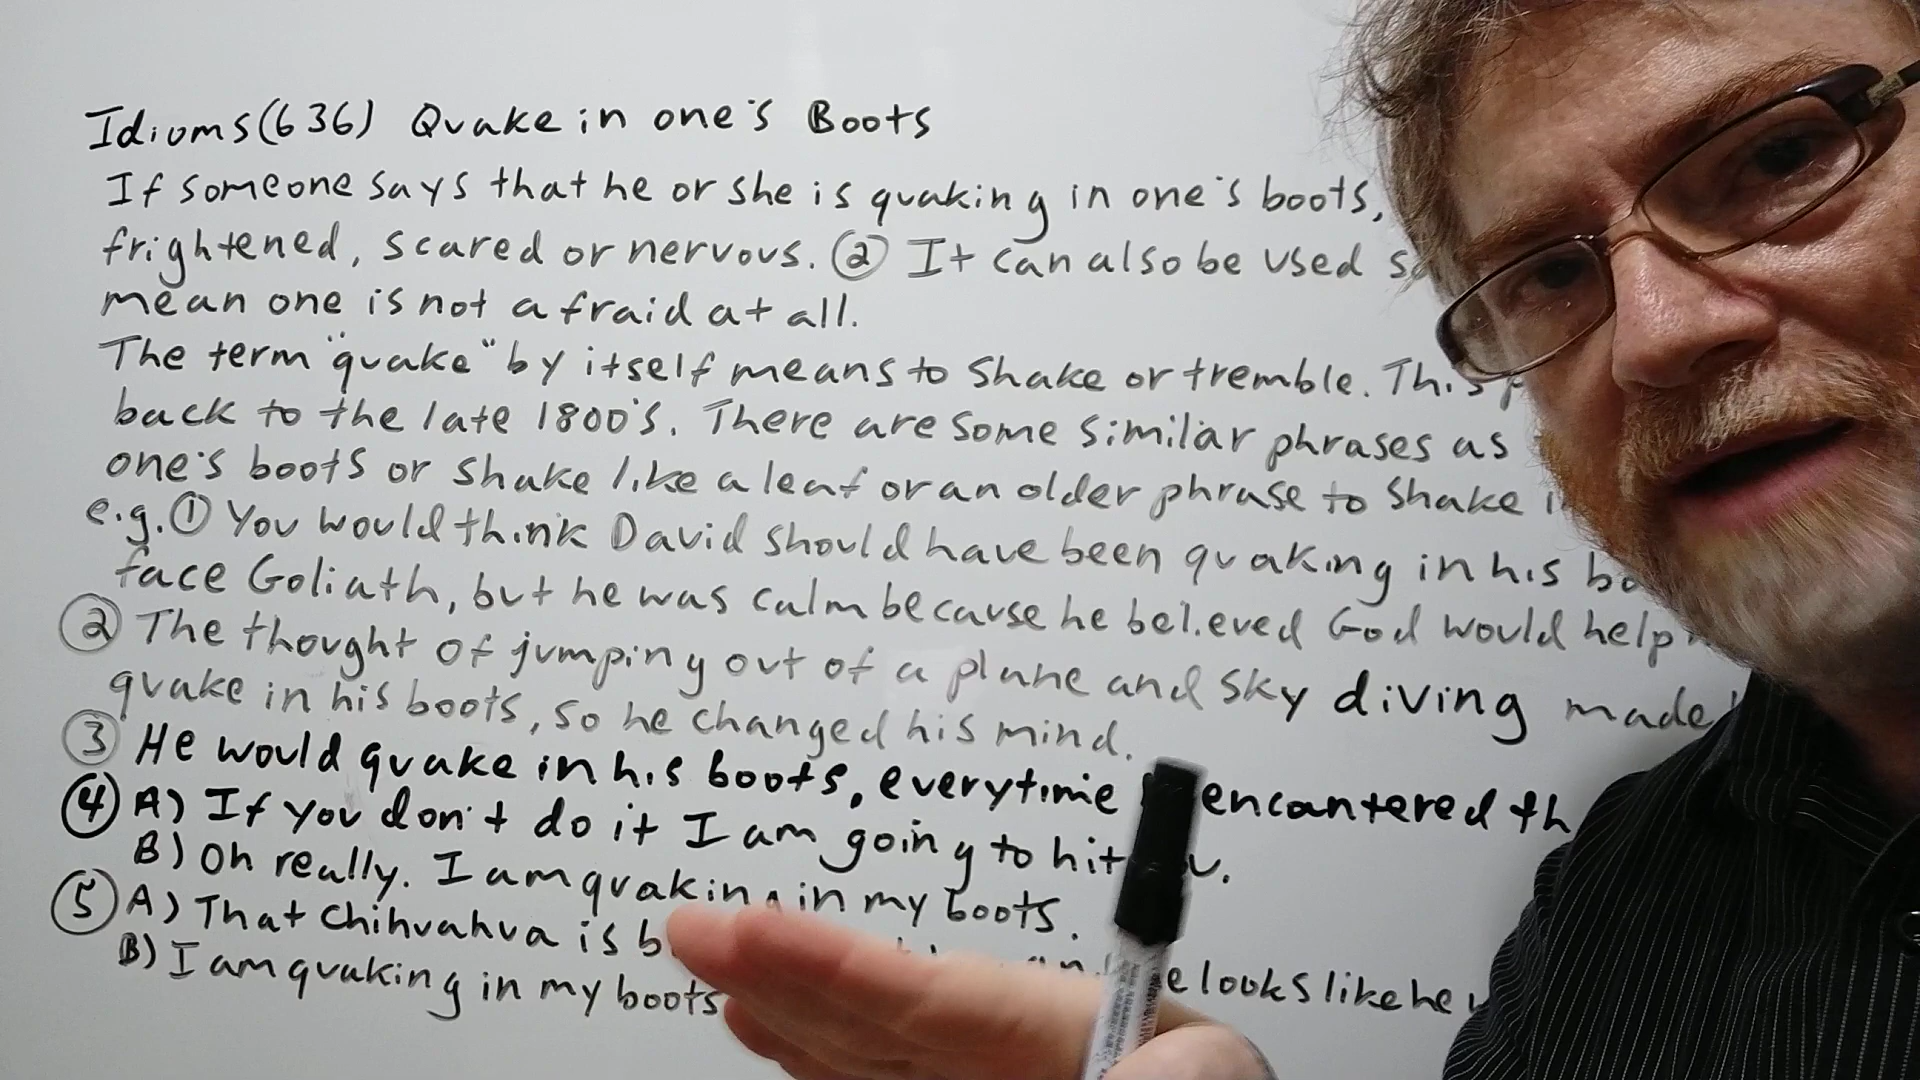 Idioms (636) Quake in one's Boots
If someone says that he or she is quaking in one's boots,
frightened, scared or nervous. ② It can also be used
mean one is not afraid at all.
The term "quake" by itself means to shake or tremble. This
back to the late 1800's. There are some similar phrases as
one's boots or shake like a leaf or an older phrase to shake
e.g. ① You would think David should have been quaking in his
face Goliath, but he was calm because he believed God would help
② The thought of jumping out of a plane and sky diving made
quake in his boots, so he changed his mind.
③ He would quake in his boots, everytime encantered
④ A) If you don't do it I am going to hit
B) Oh really. I am quaking in my boots.
⑤ A) That Chihuahua is looks like he
B) I am quaking in my boots